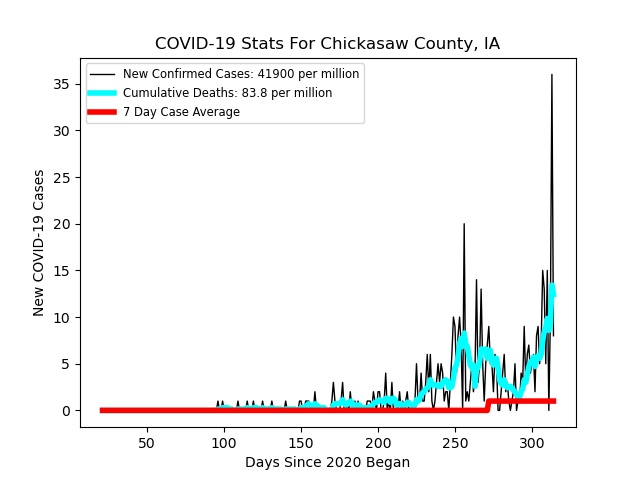 COVID-19 Stats For Chickasaw County, IA
New Confirmed Cases: 41900 per million
Cumulative Deaths: 83.8 per million
7 Day Case Average
New COVID-19 Cases
35
30
25
20
15
10
5
0
50 100 150 200 250 300
Days Since 2020 Began